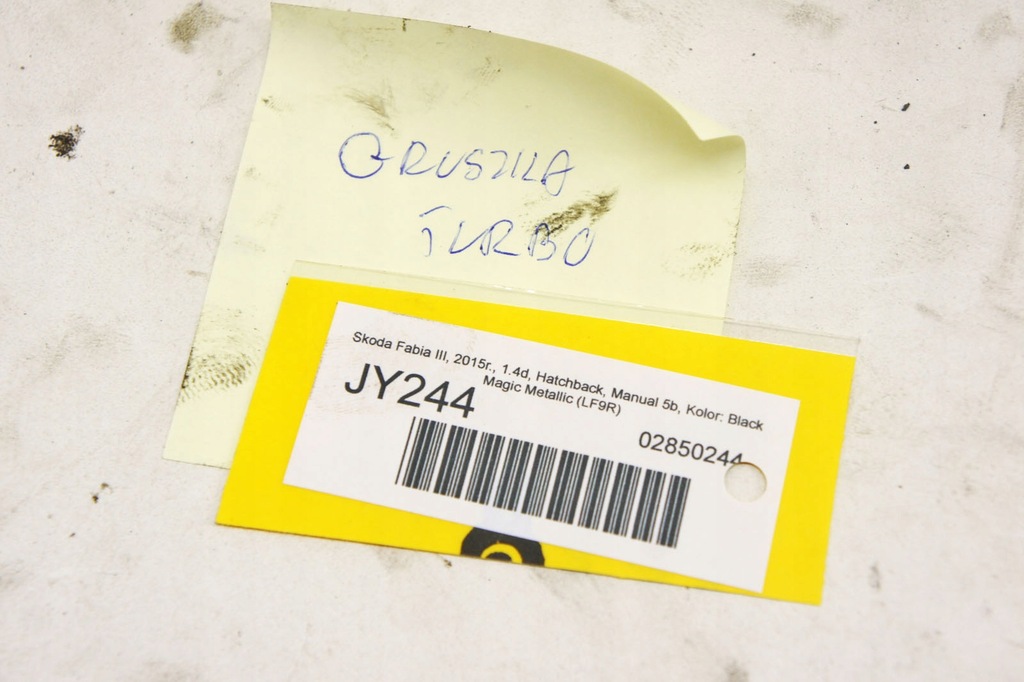 GRUSZKA
TURBO
Skoda Fabia III, 2015r., 1.4d, Hatchback, Manual 5b, Kolor: Black
Magic Metallic (LF9R)
JY244
02850244